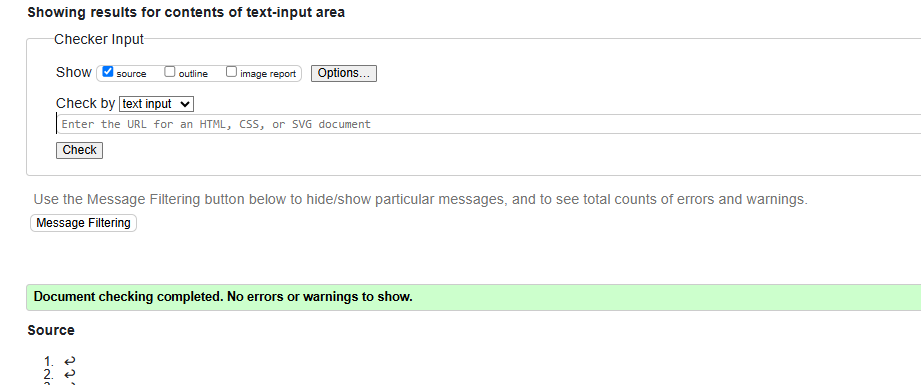 Showing results for contents of text-input area
Checker Input
Show source outline image report Options...
Check by text input
Enter the URL for an HTML, CSS, or SVG document
Check
Use the Message Filtering button below to hide/show particular messages, and to see total counts of errors and warnings.
Message Filtering
Document checking completed. No errors or warnings to show.
Source
1. ↩
2. ↩